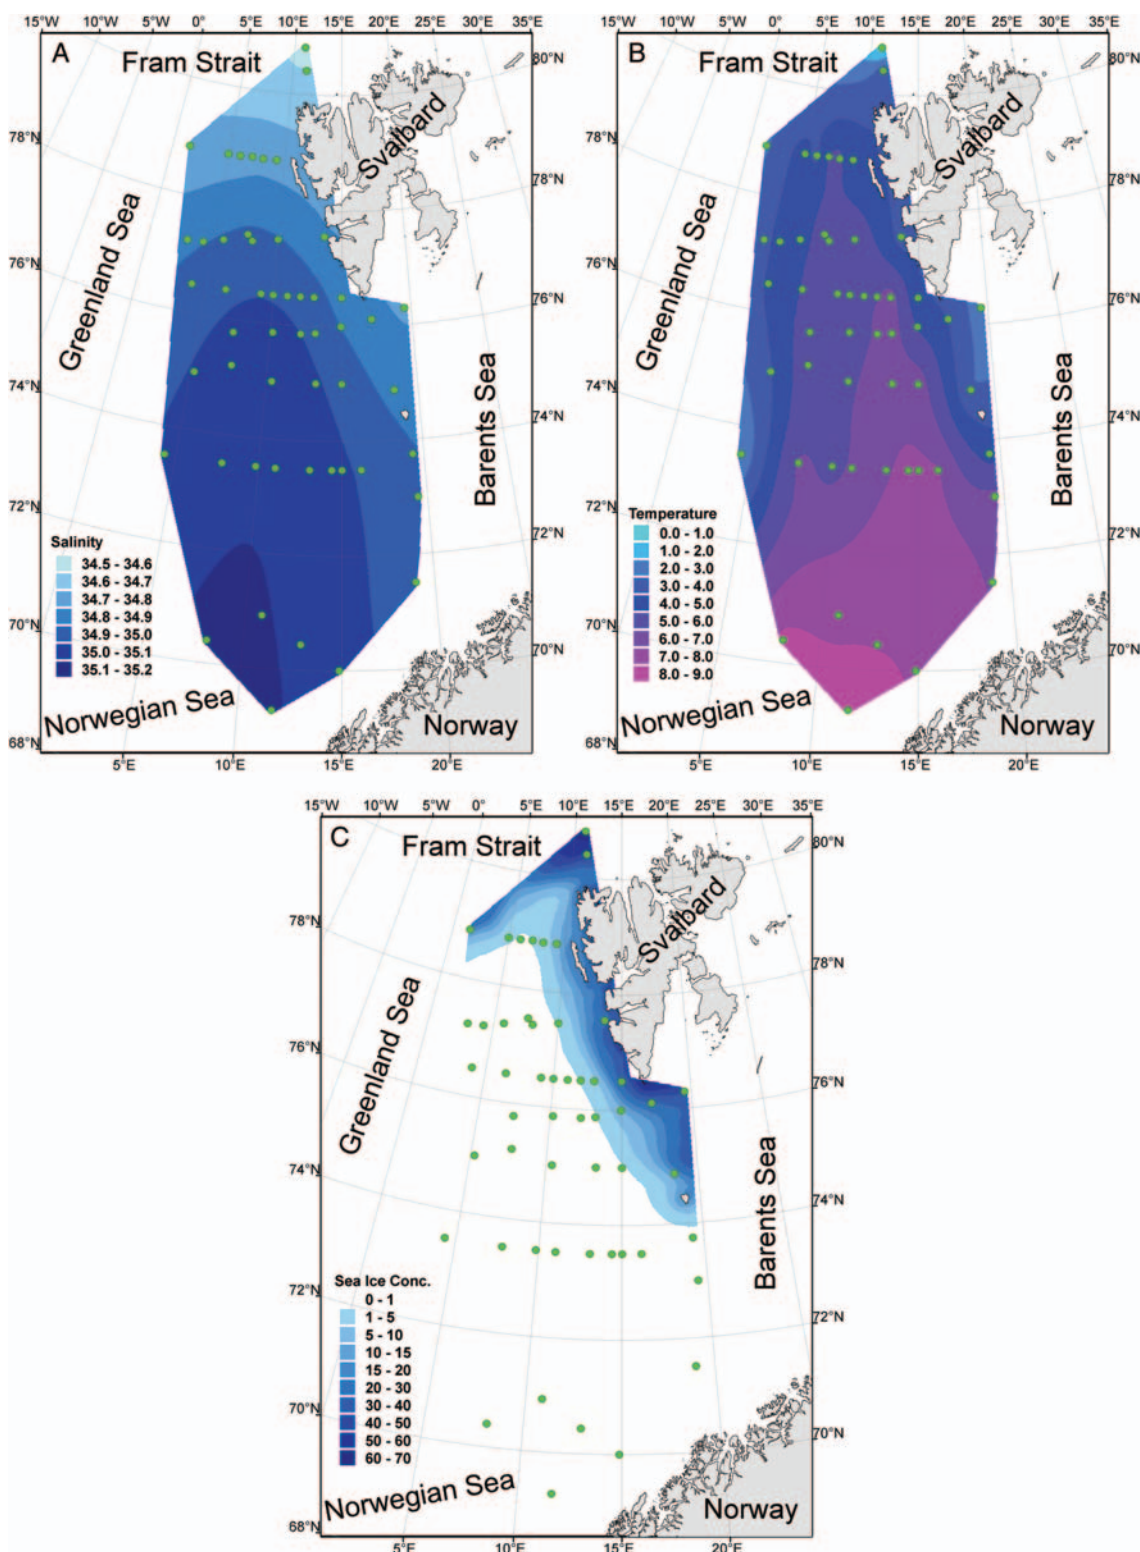 15°W 10°W 5°W 0°E 5°E 10°E 15°E 20°E 25°E 30°E 35°E
A
Fram Strait
80°N
78°N
Svalbard
78°N
Greenland Sea
76°N
76°N
74°N
74°N
Barents Sea
72°N
72°N
Salinity
34.5 - 34.6
34.6 - 34.7
34.7 - 34.8
34.8 - 34.9
34.9 - 35.0
35.0 - 35.1
35.1 - 35.2
70°N
70°N
Norwegian Sea
Norway
68°N
5°E 10°E 15°E 20°E
15°W 10°W 5°W 0° 5°E 10°E 15°E 20°E 25°E 30°E 35°E
B
Fram Strait
80°N
78°N
Svalbard
78°N
Greenland Sea
76°N
76°N
74°N
74°N
Barents Sea
72°N
72°N
Temperature
0.0 - 1.0
1.0 - 2.0
2.0 - 3.0
3.0 - 4.0
4.0 - 5.0
5.0 - 6.0
6.0 - 7.0
7.0 - 8.0
8.0 - 9.0
70°N
70°N
Norwegian Sea
Norway
68°N
5°E 10°E 15°E 20°E
15°W 10°W 5°W 0° 5°E 10°E 15°E 20°E 25°E 30°E 35°E
C
Fram Strait
80°N
78°N
Svalbard
78°N
Greenland Sea
76°N
76°N
74°N
74°N
Barents Sea
72°N
72°N
Sea Ice Conc.
0 - 1
1 - 5
5 - 10
10 - 15
15 - 20
20 - 30
30 - 40
40 - 50
50 - 60
60 - 70
70°N
70°N
Norwegian Sea
Norway
68°N
5°E 10°E 15°E 20°E